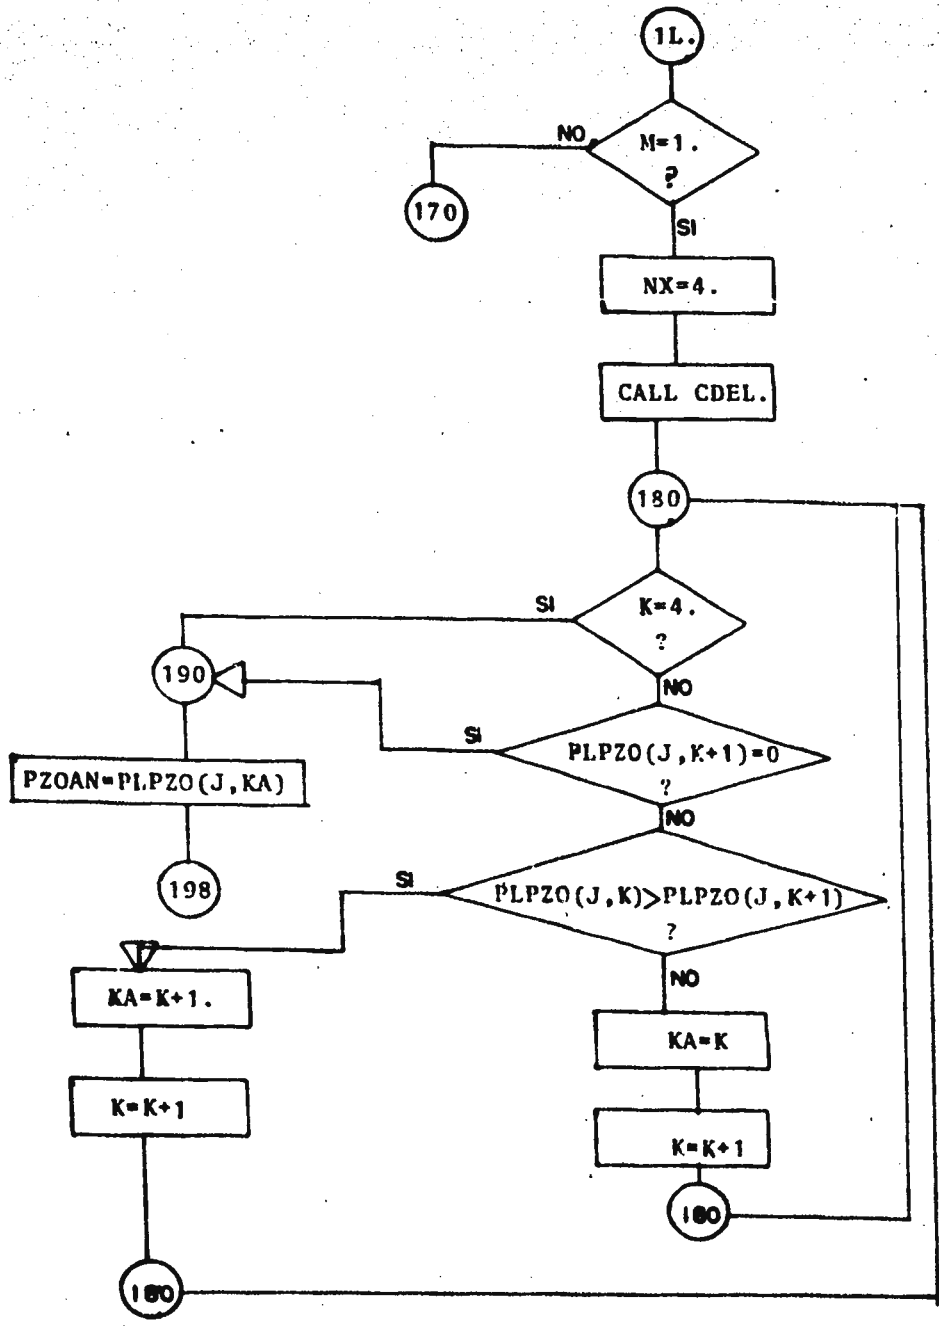 1L.
NO
M=1.
?
170
SI
NX=4.
CALL CDEL.
180
SI
K=4.
?
190
NO
SI
PLPZO(J,K+1)=0
?
PZOAN=PLPZO(J,KA)
NO
198
SI
PLPZO(J,K)>PLPZO(J,K+1)
?
NO
KA=K+1.
KA=K
K=K+1
K=K+1
180
180